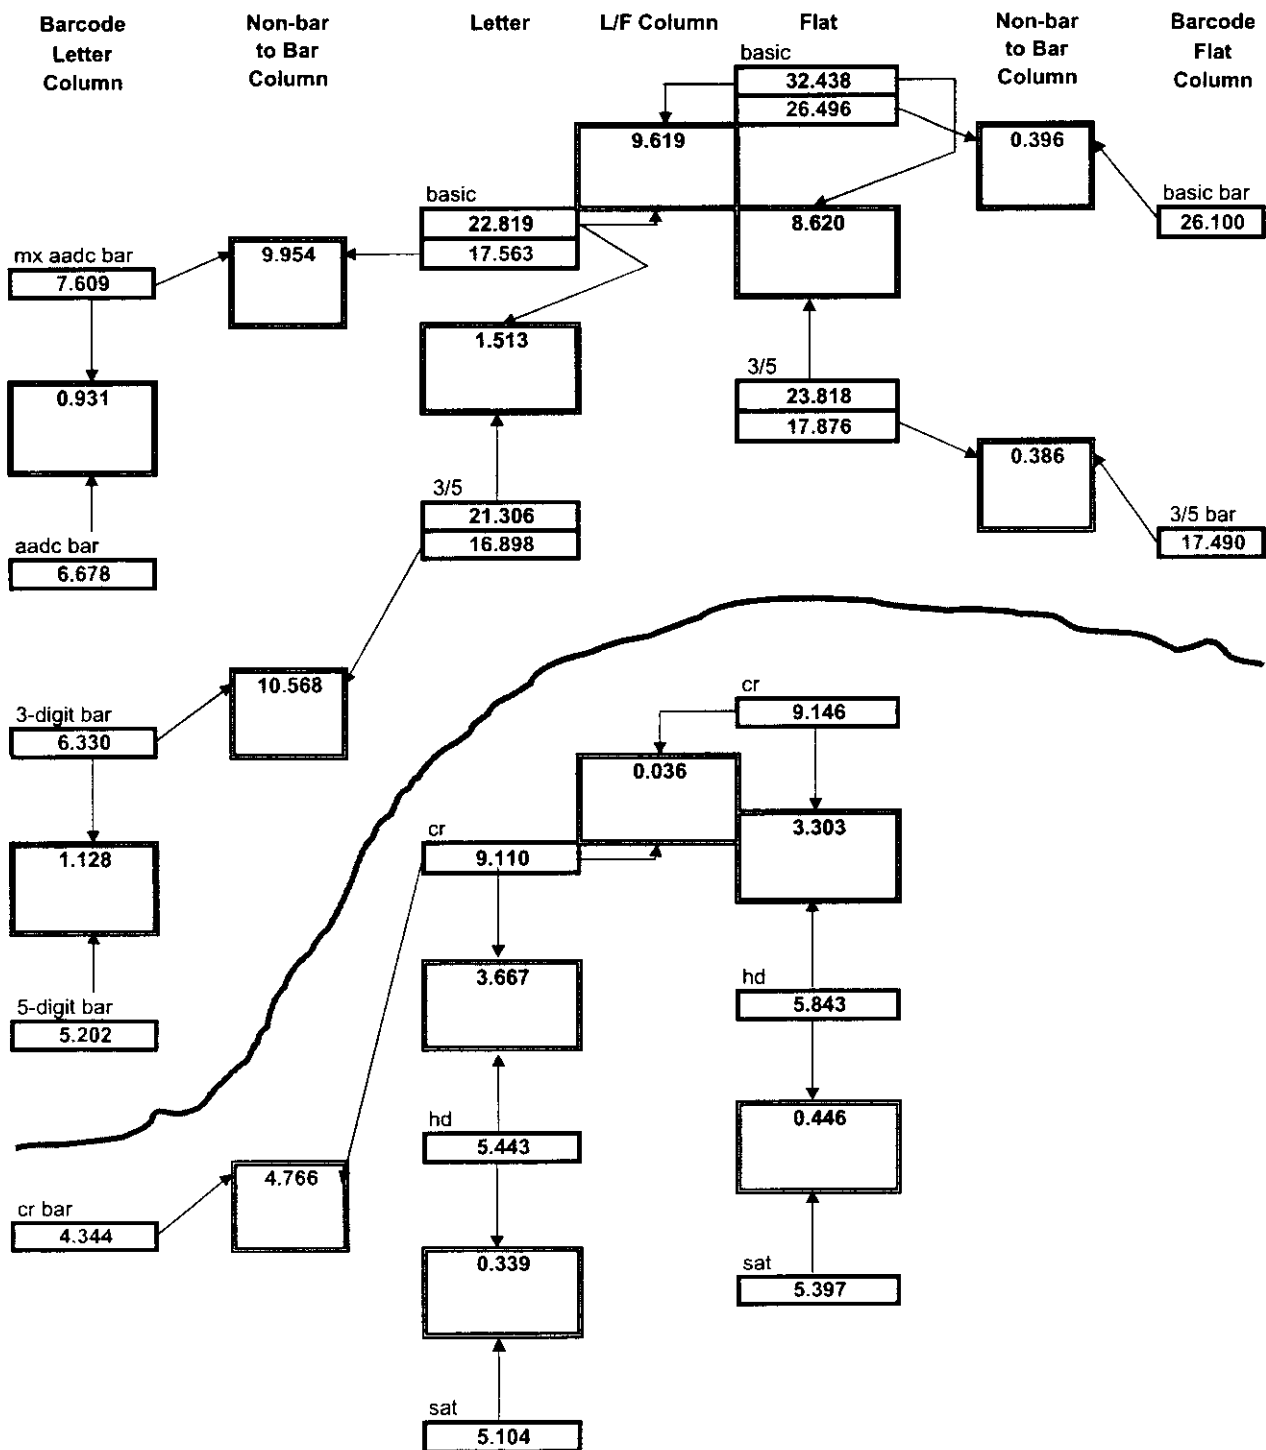 Barcode
Letter
Column
Non-bar
to Bar
Column
Letter
L/F Column
Flat
Non-bar
to Bar
Column
Barcode
Flat
Column
basic
32.438
26.496
9.619
0.396
basic
22.819
17.563
8.620
basic bar
26.100
mx aadc bar
7.609
9.954
1.513
3/5
23.818
17.876
0.931
0.386
3/5
21.306
16.898
3/5 bar
17.490
aadc bar
6.678
10.568
cr
9.146
3-digit bar
6.330
0.036
3.303
cr
9.110
1.128
3.667
hd
5.843
5-digit bar
5.202
0.446
hd
5.443
4.766
cr bar
4.344
0.339
sat
5.397
sat
5.104